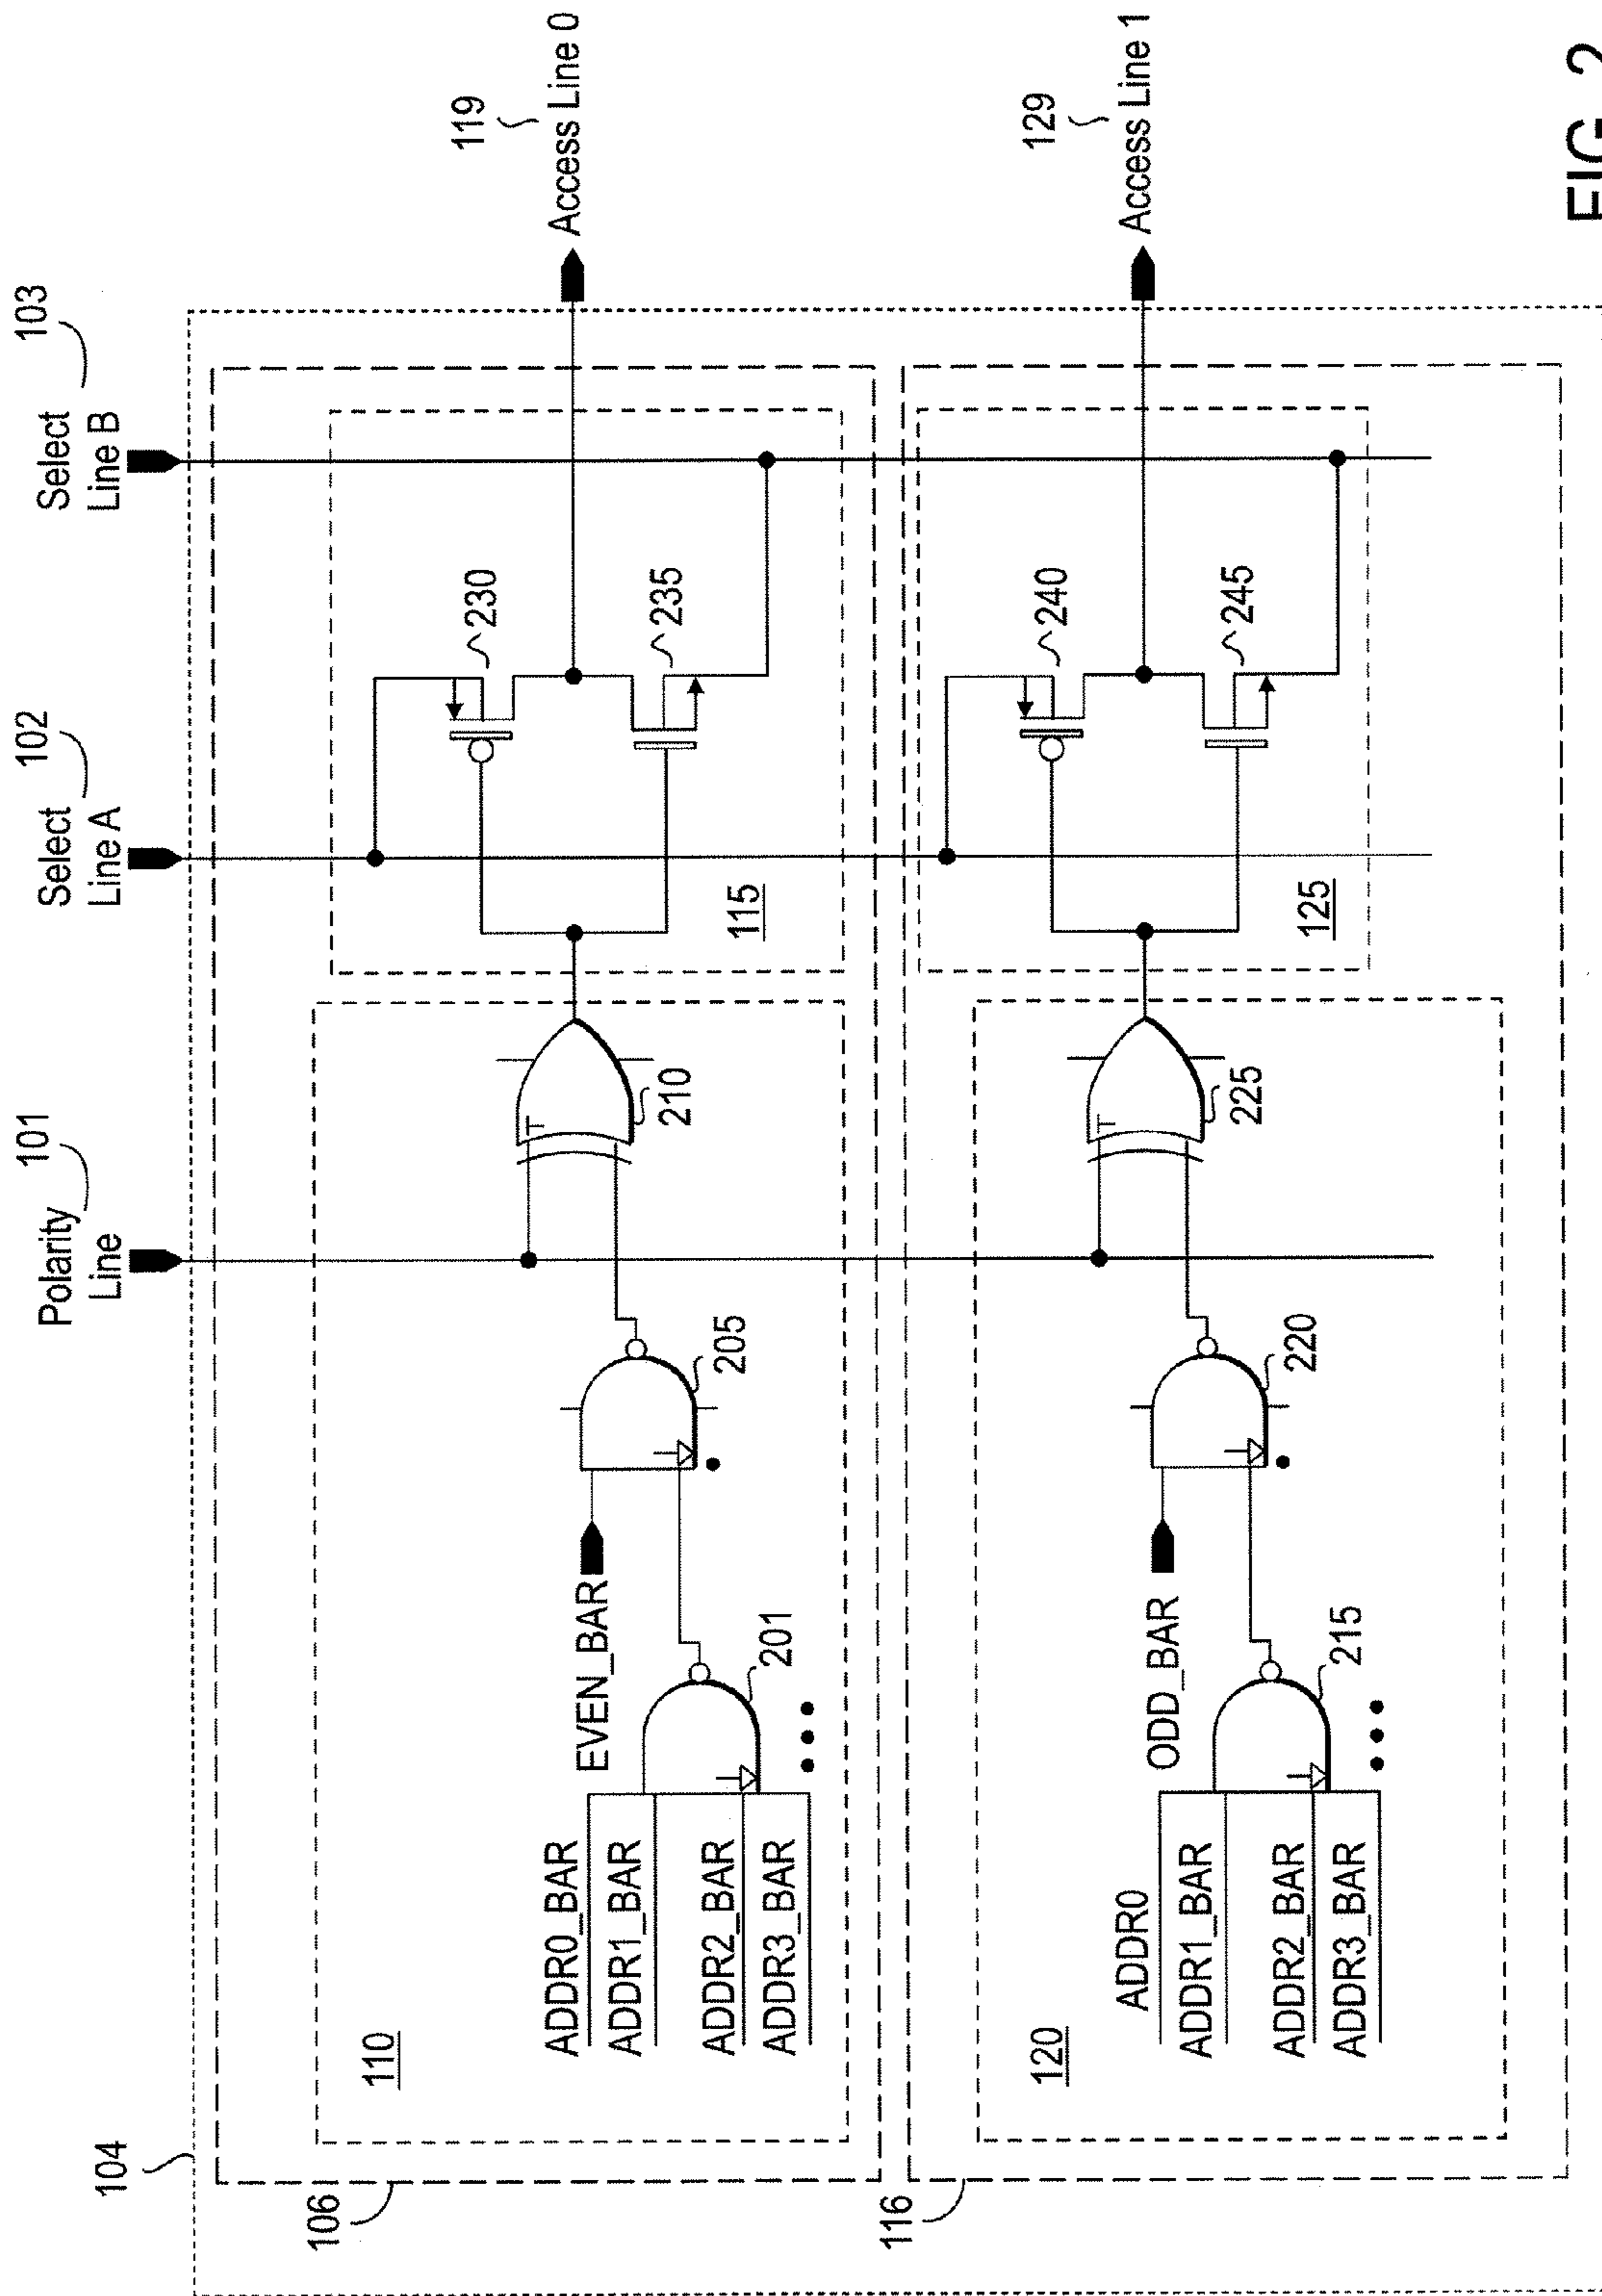 104
106
110
ADDR0_BAR
ADDR1_BAR
ADDR2_BAR
ADDR3_BAR
201
EVEN_BAR
205
Polarity
Line
101
210
115
Select
Line A
102
230
235
Select
Line B
103
119
Access Line 0
116
120
ADDR0
ADDR1_BAR
ADDR2_BAR
ADDR3_BAR
215
ODD_BAR
220
T
225
T
125
240
245
129
Access Line 1
FIG. 2